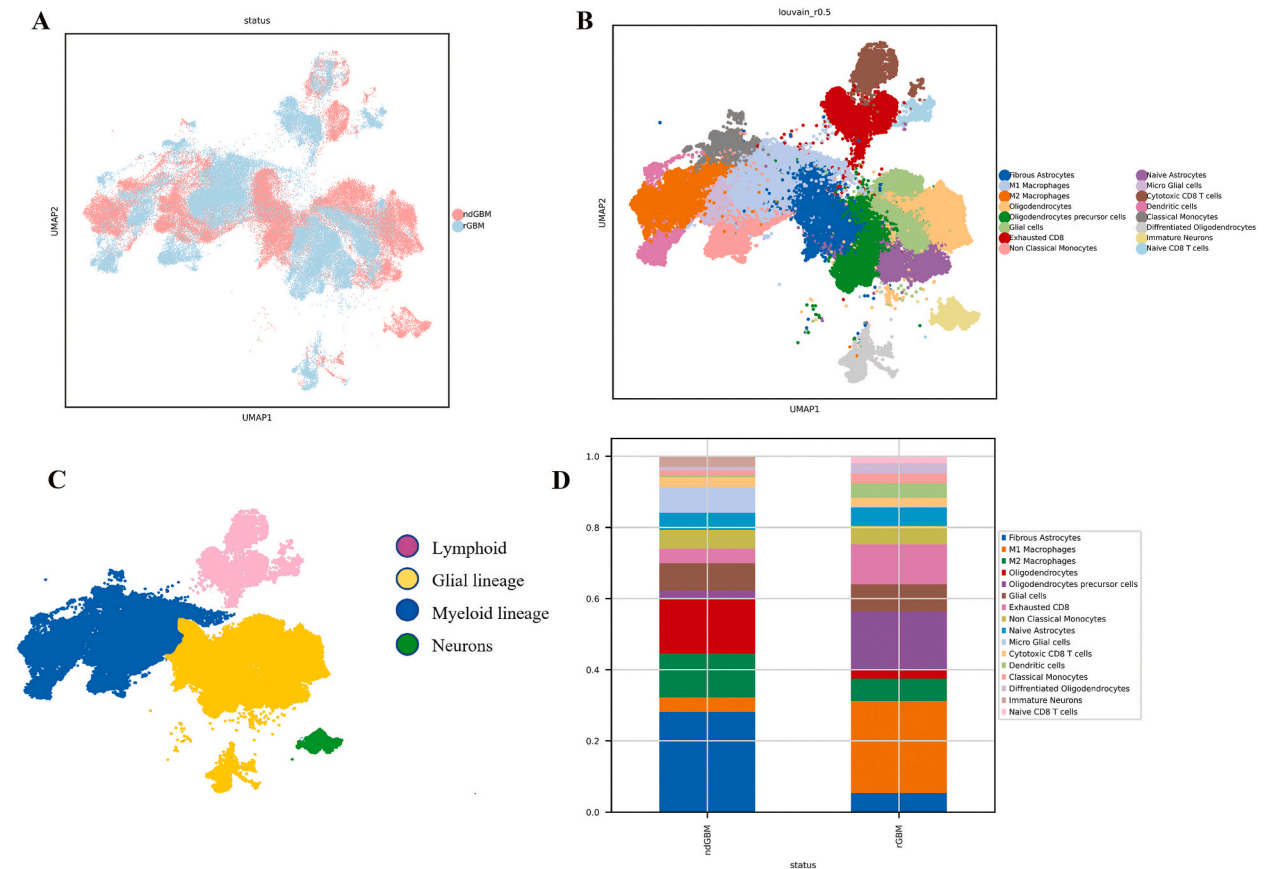 A
status
UMAP2
UMAP1
ndGBM
rGBM
B
louvain_r0.5
UMAP2
UMAP1
Fibrous Astrocytes
M1 Macrophages
M2 Macrophages
Oligodendrocytes
Oligodendrocytes precursor cells
Glial cells
Exhausted CD8
Non Classical Monocytes
Naive Astrocytes
Micro Glial cells
Cytotoxic CD8 T cells
Dendritic cells
Classical Monocytes
Diffrentiated Oligodendrocytes
Immature Neurons
Naive CD8 T cells
C
Lymphoid
Glial lineage
Myeloid lineage
Neurons
D
1.0
0.8
0.6
0.4
0.2
0.0
ndGBM
rGBM
status
Fibrous Astrocytes
M1 Macrophages
M2 Macrophages
Oligodendrocytes
Oligodendrocytes precursor cells
Glial cells
Exhausted CD8
Non Classical Monocytes
Naive Astrocytes
Micro Glial cells
Cytotoxic CD8 T cells
Dendritic cells
Classical Monocytes
Diffrentiated Oligodendrocytes
Immature Neurons
Naive CD8 T cells